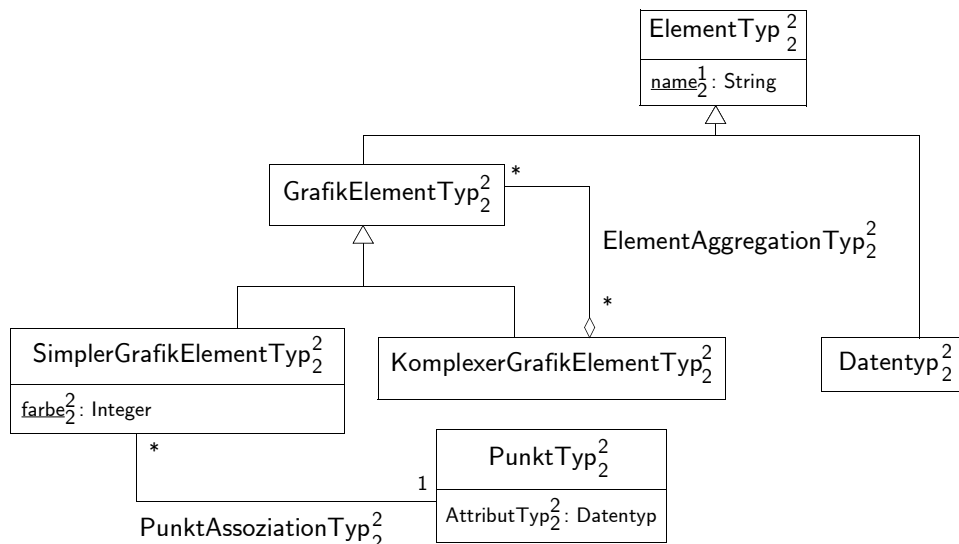 ElementTyp 2 2
name 1 2 : String
*
GrafikElementTyp 2 2
ElementAggregationTyp 2 2
*
SimplerGrafikElementTyp 2 2
farbe 2 2 : Integer
KomplexerGrafikElementTyp 2 2
Datentyp 2 2
*
PunktTyp 2 2
1
AttributTyp 2 2 : Datentyp
PunktAssoziationTyp 2 2